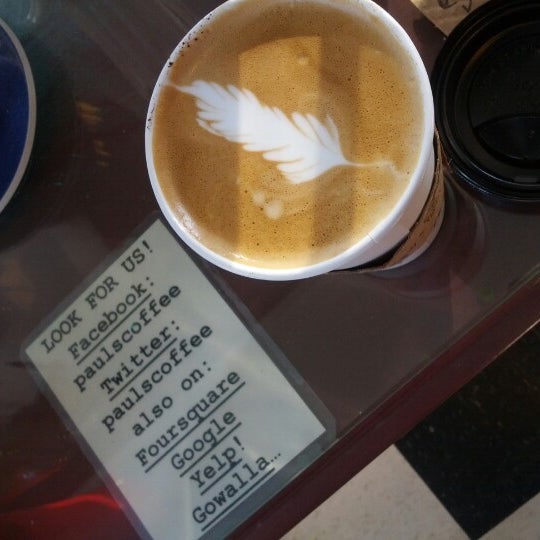 LOOK FOR US!
Facebook:
paulscoffee
Twitter:
paulscoffee
also on:
Foursquare
Google
Yelp!
Gowalla...